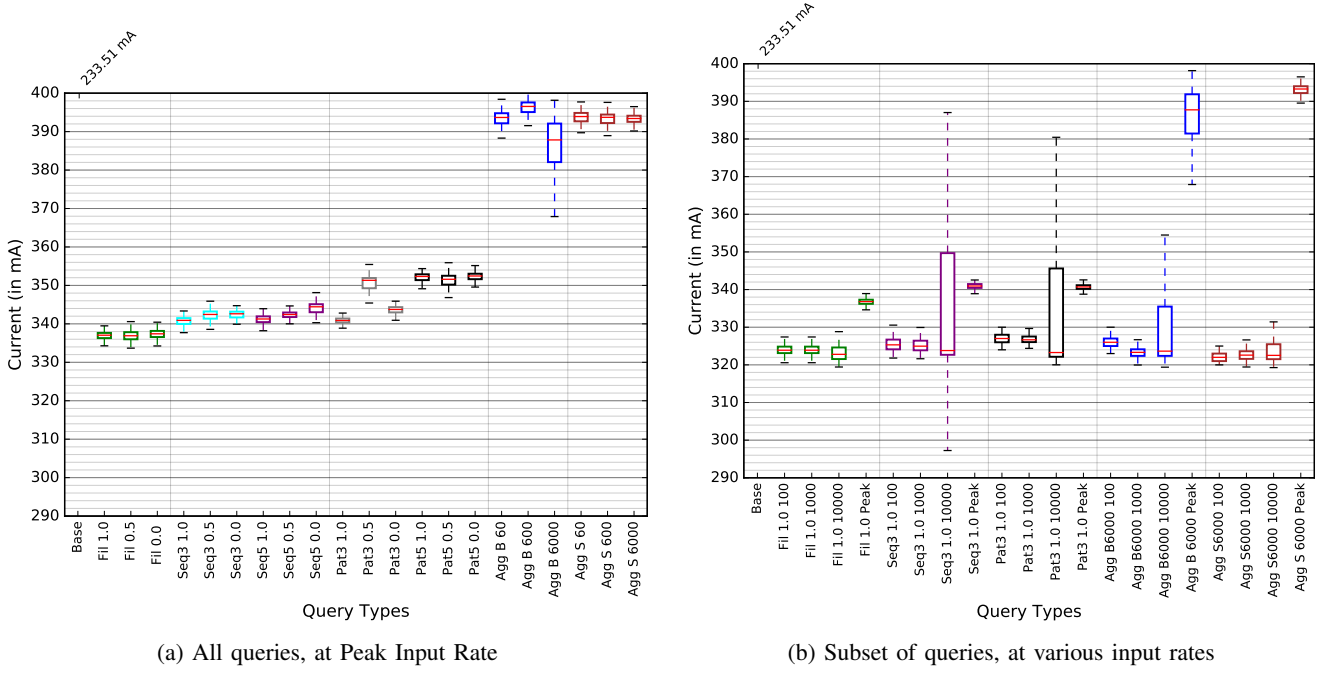 233.51 mA
400
390
380
370
360
350
340
330
320
310
300
290
Current (in mA)
Base
Fil 1.0
Fil 0.5
Fil 0.0
Seq3 1.0
Seq3 0.5
Seq3 0.0
Seq5 1.0
Seq5 0.5
Seq5 0.0
Pat3 1.0
Pat3 0.5
Pat3 0.0
Pat5 1.0
Pat5 0.5
Pat5 0.0
Agg B 60
Agg B 600
Agg B 6000
Agg S 60
Agg S 600
Agg S 6000
Query Types
(a) All queries, at Peak Input Rate
233.51 mA
400
390
380
370
360
350
340
330
320
310
300
290
Current (in mA)
Base
Fil 1.0 100
Fil 1.0 1000
Fil 1.0 10000
Fil 1.0 Peak
Seq3 1.0 100
Seq3 1.0 1000
Seq3 1.0 10000
Seq3 1.0 Peak
Pat3 1.0 100
Pat3 1.0 1000
Pat3 1.0 10000
Pat3 1.0 Peak
Agg B6000 100
Agg B6000 1000
Agg B6000 10000
Agg B 6000 Peak
Agg S6000 100
Agg S6000 1000
Agg S6000 10000
Agg S 6000 Peak
Query Types
(b) Subset of queries, at various input rates